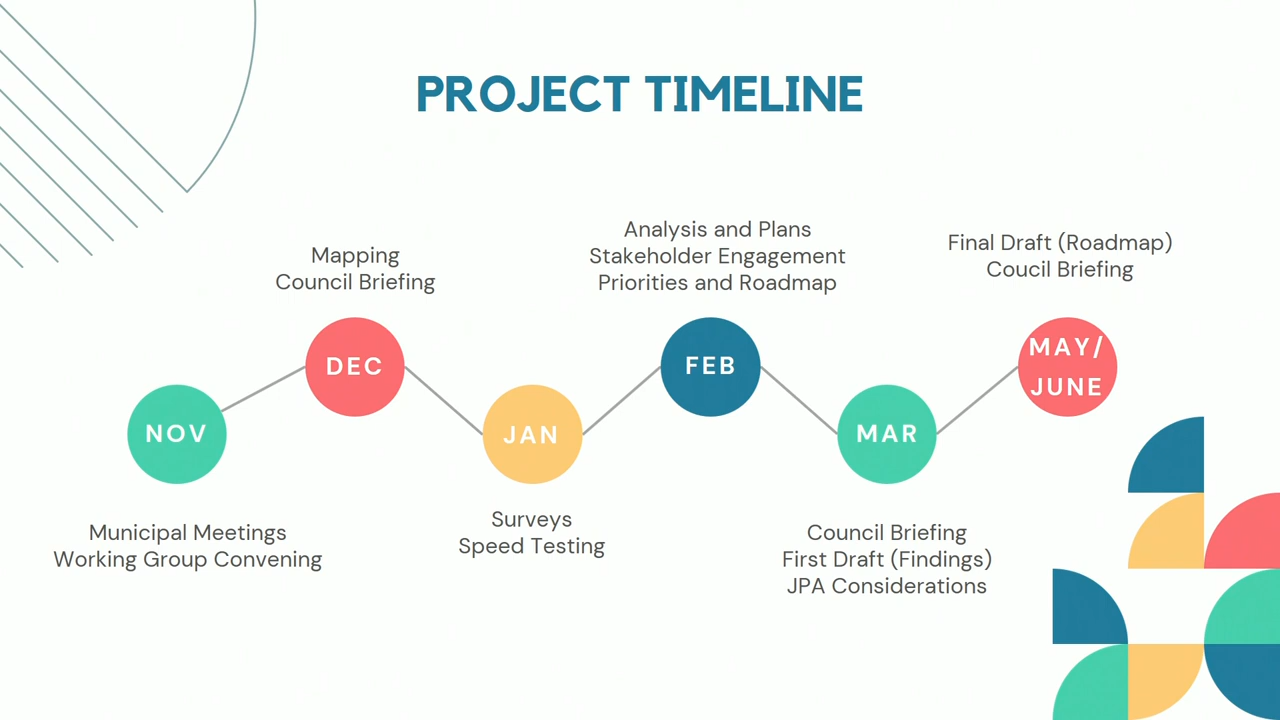 PROJECT TIMELINE
NOV
Municipal Meetings
Working Group Convening
Mapping
Council Briefing
DEC
JAN
Surveys
Speed Testing
Analysis and Plans
Stakeholder Engagement
Priorities and Roadmap
FEB
MAR
Council Briefing
First Draft (Findings)
JPA Considerations
Final Draft (Roadmap)
Coucil Briefing
MAY/
JUNE